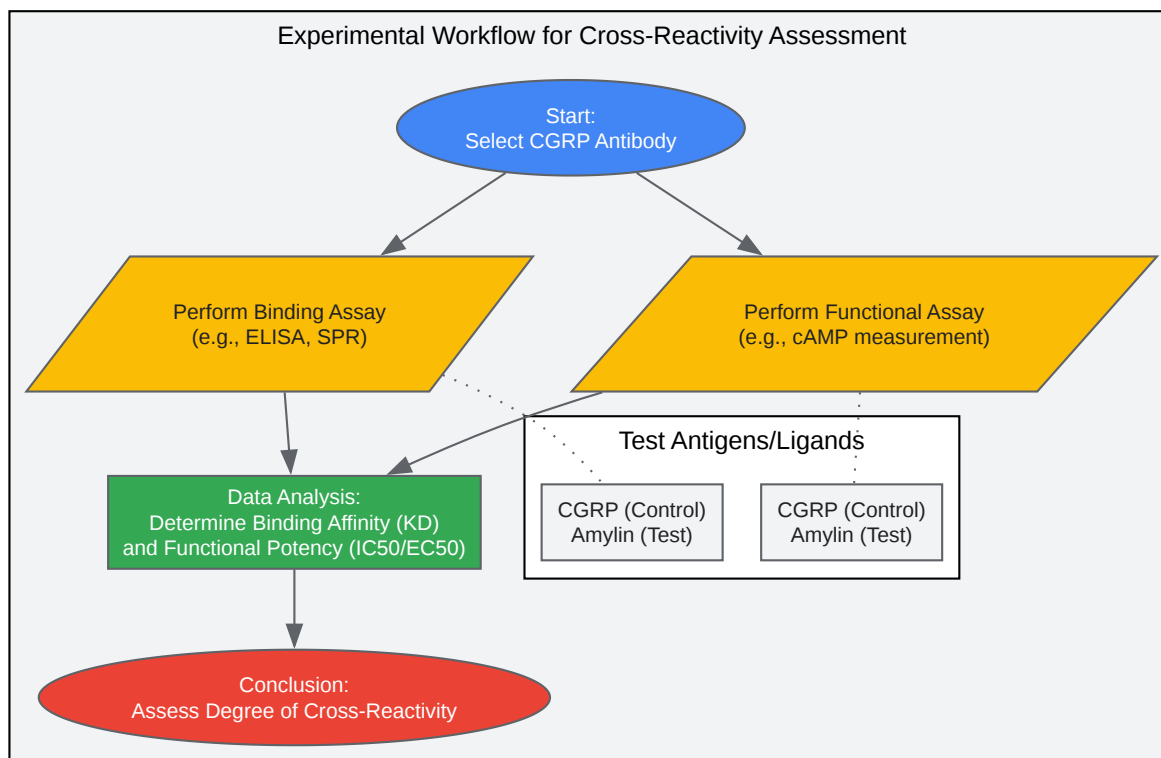 Experimental Workflow for Cross-Reactivity Assessment
Start:
Select CGRP Antibody
Perform Binding Assay
(e.g., ELISA, SPR)
Perform Functional Assay
(e.g., cAMP measurement)
Test Antigens/Ligands
CGRP (Control)
Amylin (Test)
CGRP (Control)
Amylin (Test)
Data Analysis:
Determine Binding Affinity (KD)
and Functional Potency (IC50/EC50)
Conclusion:
Assess Degree of Cross-Reactivity